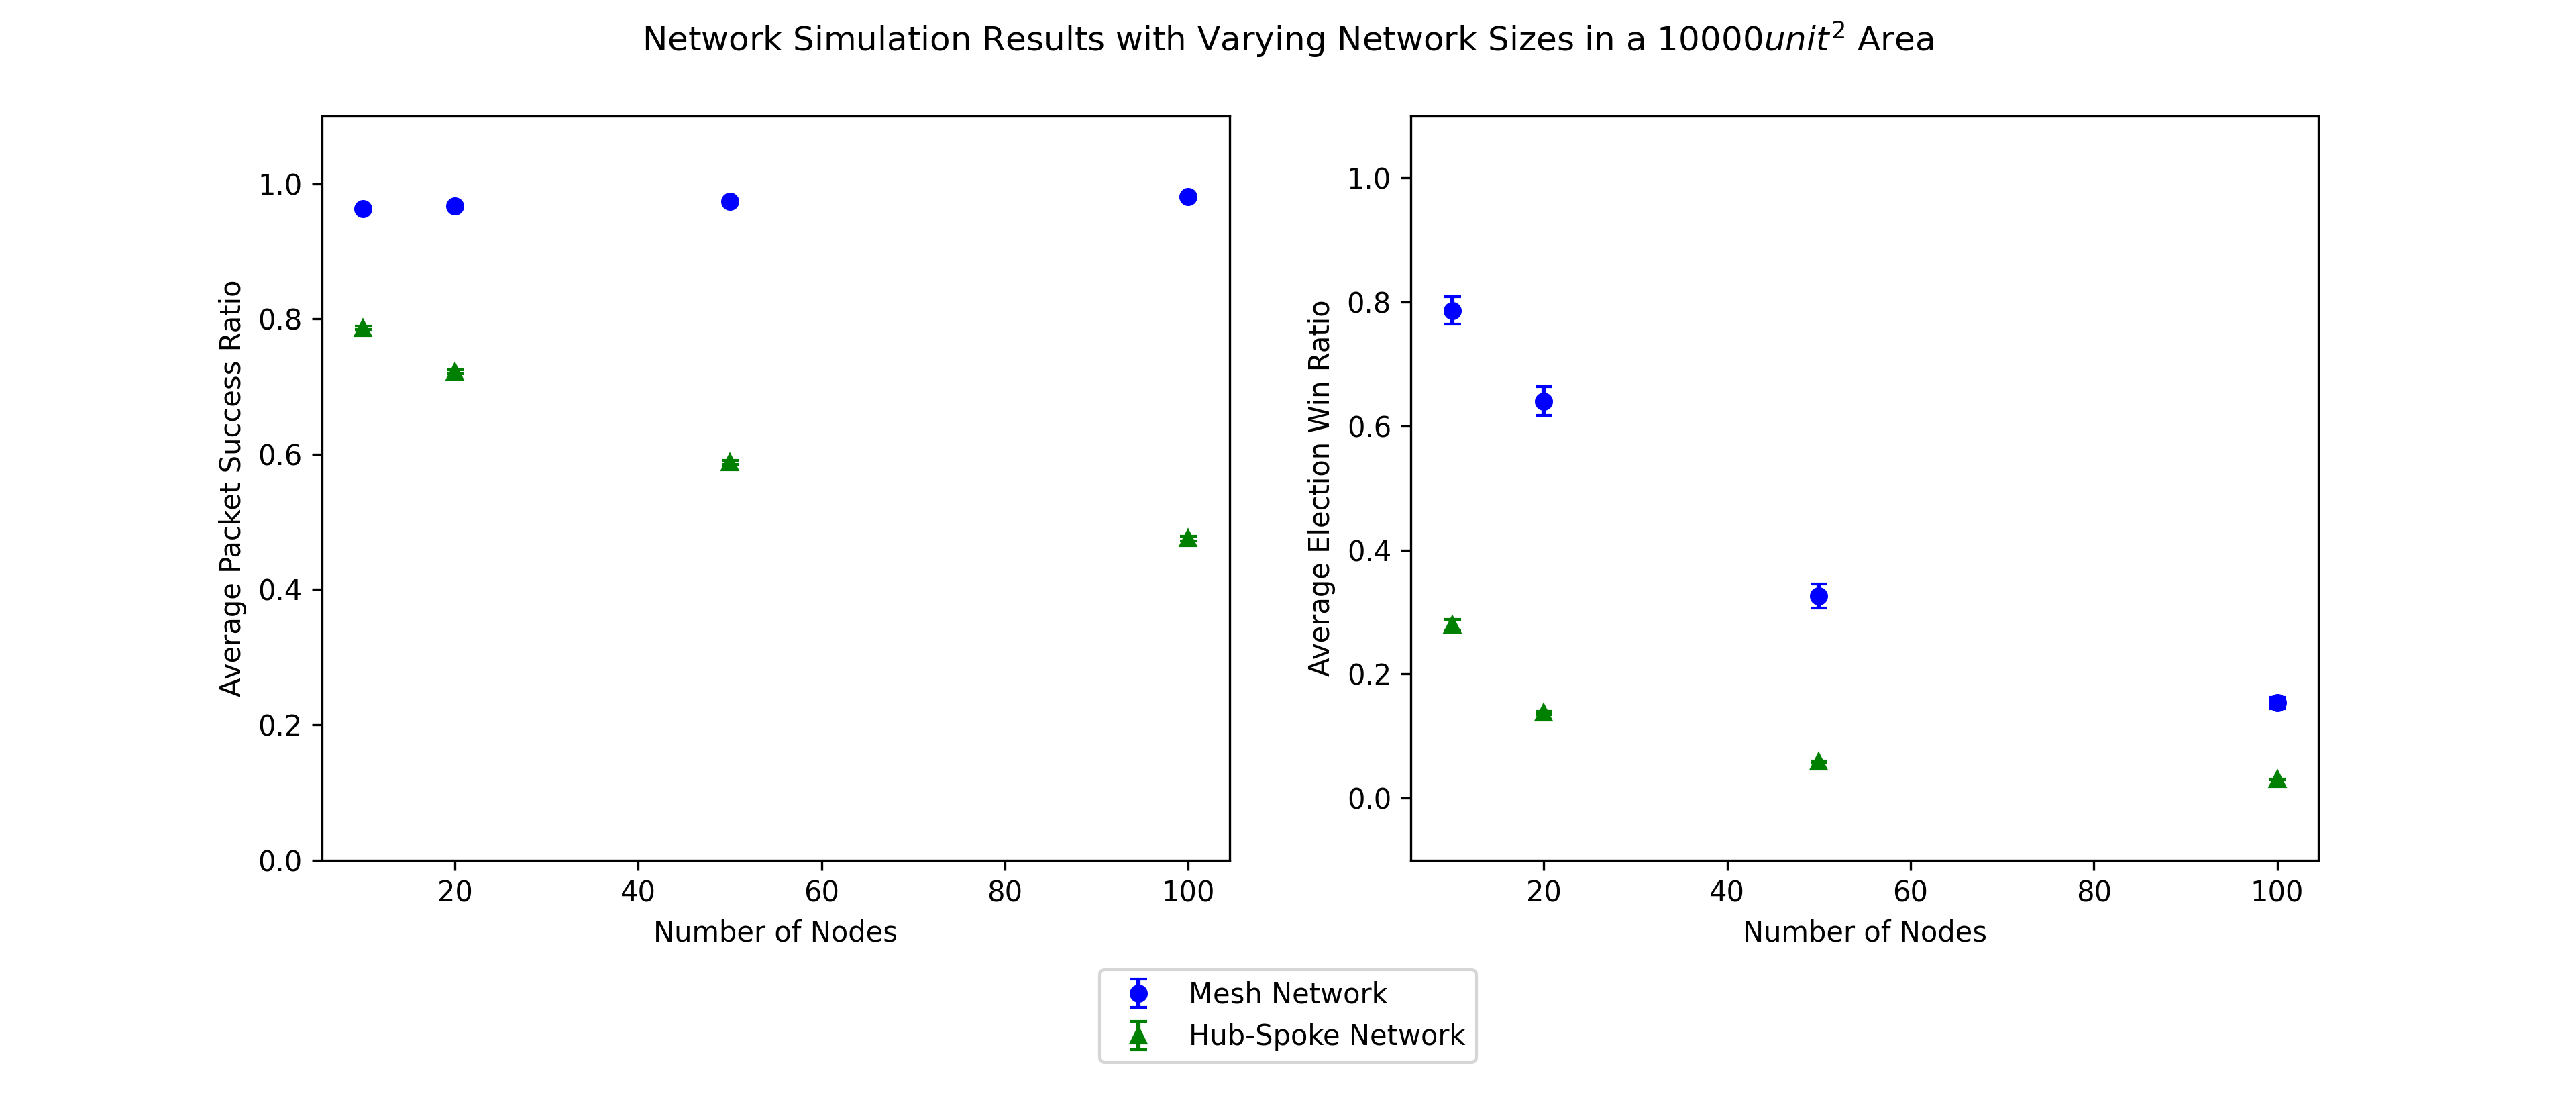 Network Simulation Results with Varying Network Sizes in a 10000unit² Area
Average Packet Success Ratio
1.0
0.8
0.6
0.4
0.2
0.0
20 40 60 80 100
Number of Nodes
Average Election Win Ratio
1.0
0.8
0.6
0.4
0.2
0.0
20 40 60 80 100
Number of Nodes
Mesh Network
Hub-Spoke Network